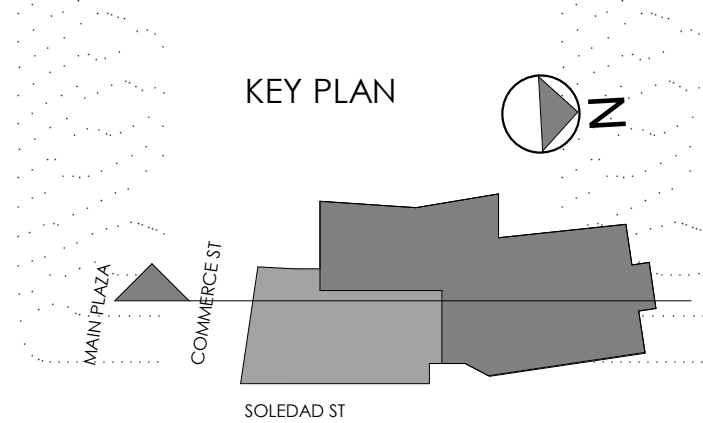 KEY PLAN
N
MAIN PLAZA
COMMERCE ST
SOLEDAD ST